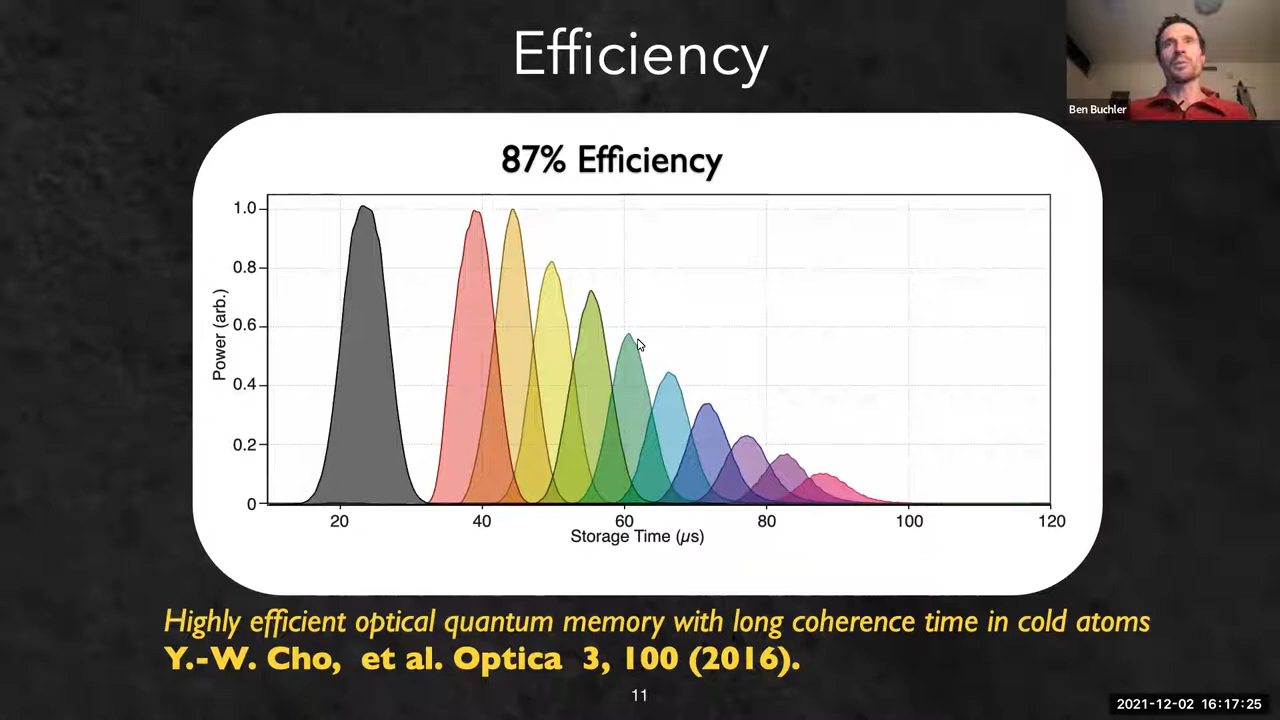 Efficiency
Ben Buchler
87% Efficiency
1.0
0.8
0.6
0.4
0.2
0
Power (arb.)
20 40 60 80 100 120
Storage Time (μs)
Highly efficient optical quantum memory with long coherence time in cold atoms
Y.-W. Cho, et al. Optica 3, 100 (2016).
11
2021-12-02 16:17:25